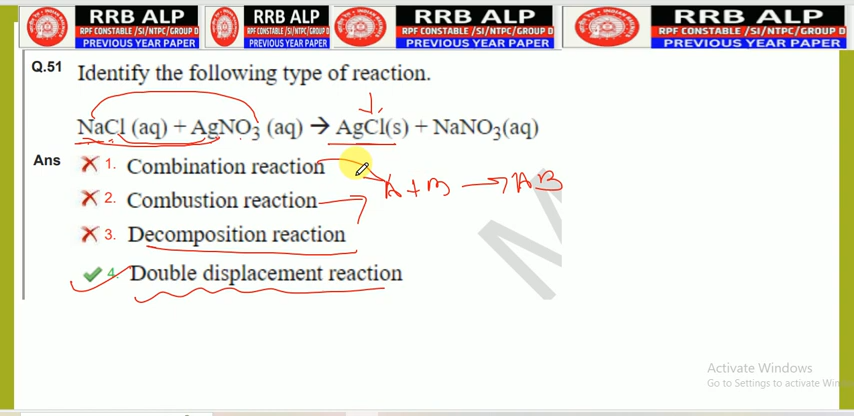 RRB ALP RRB ALP RRB ALP RRB ALP
RPF CONSTABLE /SI/NTPC/GROUP D RPF CONSTABLE /SI/NTPC/GROUP D RPF CONSTABLE /SI/NTPC/GROUP D RPF CONSTABLE /SI/NTPC/GROUP D
PREVIOUS YEAR PAPER PREVIOUS YEAR PAPER PREVIOUS YEAR PAPER PREVIOUS YEAR PAPER
Q.51 Identify the following type of reaction.
NaCl (aq) + AgNO₃ (aq) → AgCl(s) + NaNO₃(aq)
Ans 1. Combination reaction
A + B → AB
2. Combustion reaction
3. Decomposition reaction
4. Double displacement reaction
M
Activate Windows
Go to Settings to activate Win